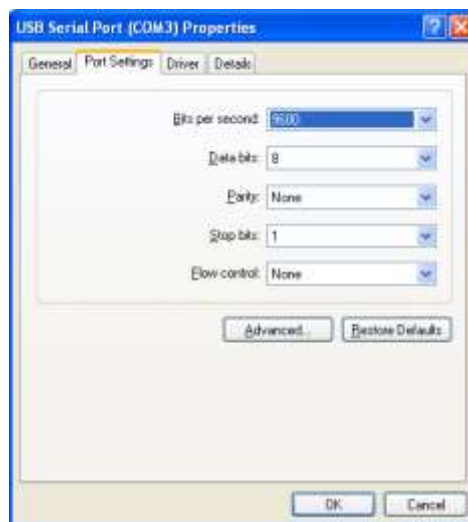 USB Serial Port (COM3) Properties
General Port Settings Driver Details
Bits per second: 9600
Data bits: 8
Parity: None
Stop bits: 1
Flow control: None
Advanced... Restore Defaults
OK Cancel